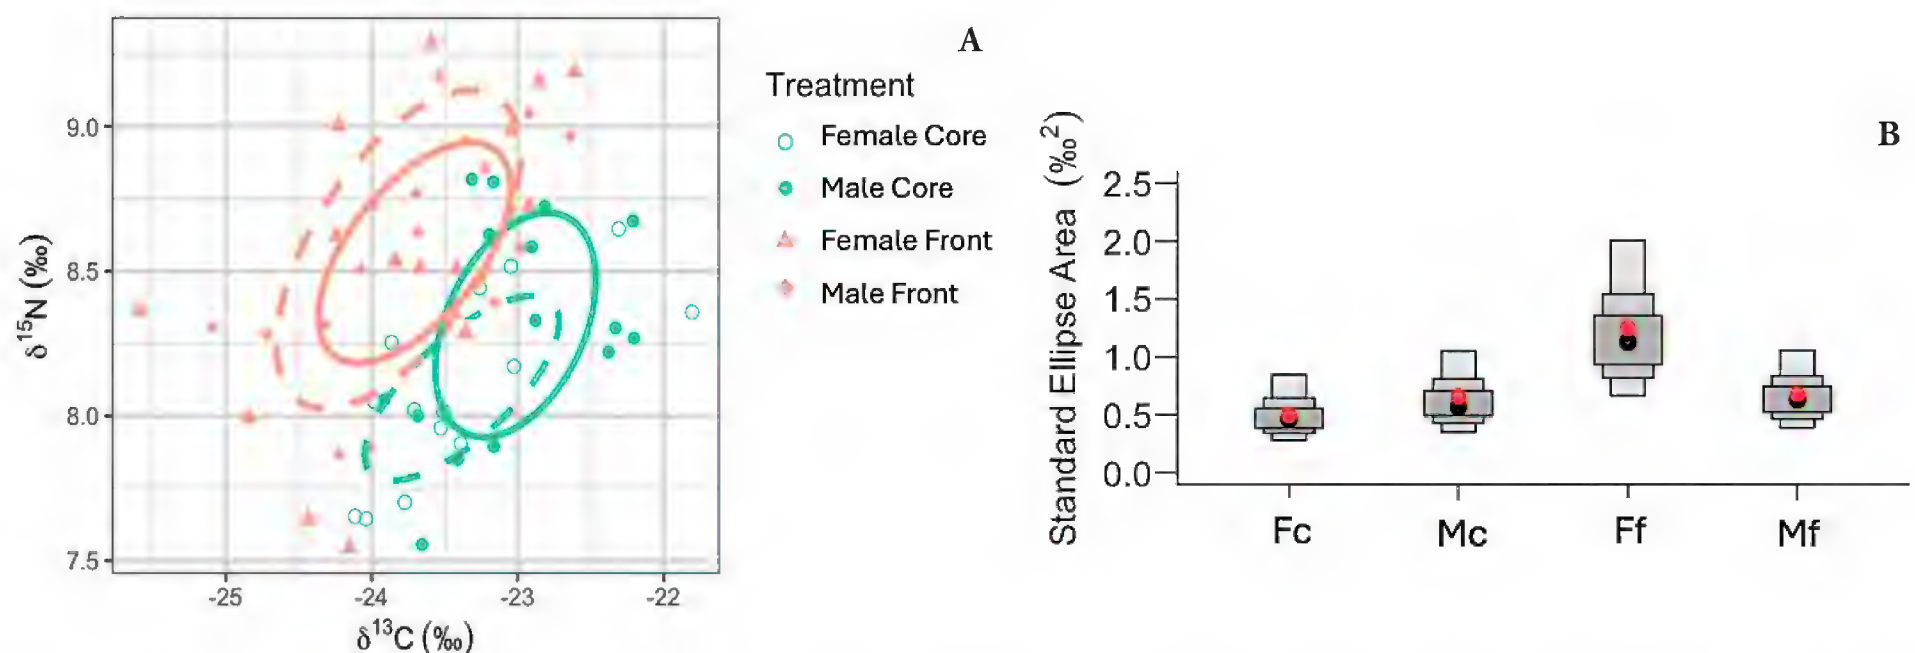 A
Treatment
Female Core
Male Core
Female Front
Male Front
9.0
8.5
8.0
7.5
δ¹⁵N (‰)
-25
-24
-23
-22
δ¹³C (‰)
B
Standard Ellipse Area (‰²)
2.5
2.0
1.5
1.0
0.5
0.0
Fc
Mc
Ff
Mf